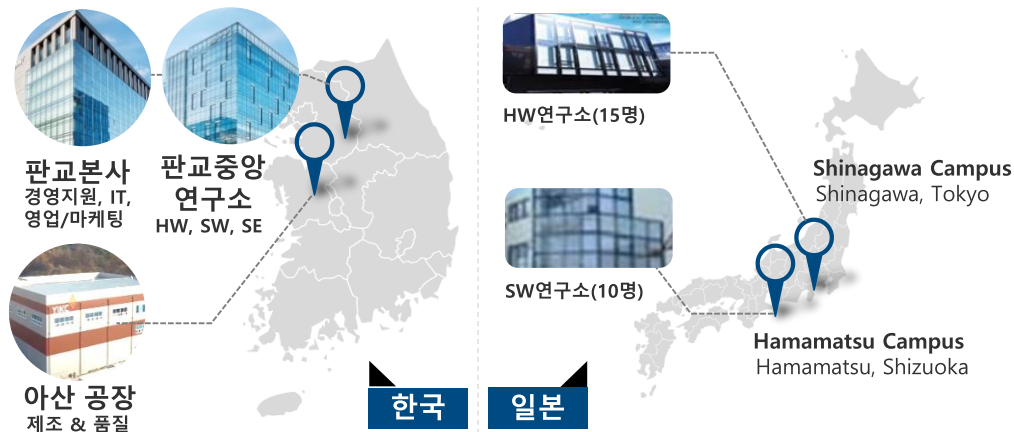 판교본사
경영지원, IT,
영업/마케팅
판교중앙
연구소
HW, SW, SE
아산 공장
제조 & 품질
한국
HW연구소(15명)
SW연구소(10명)
Shinagawa Campus
Shinagawa, Tokyo
Hamamatsu Campus
Hamamatsu, Shizuoka
일본